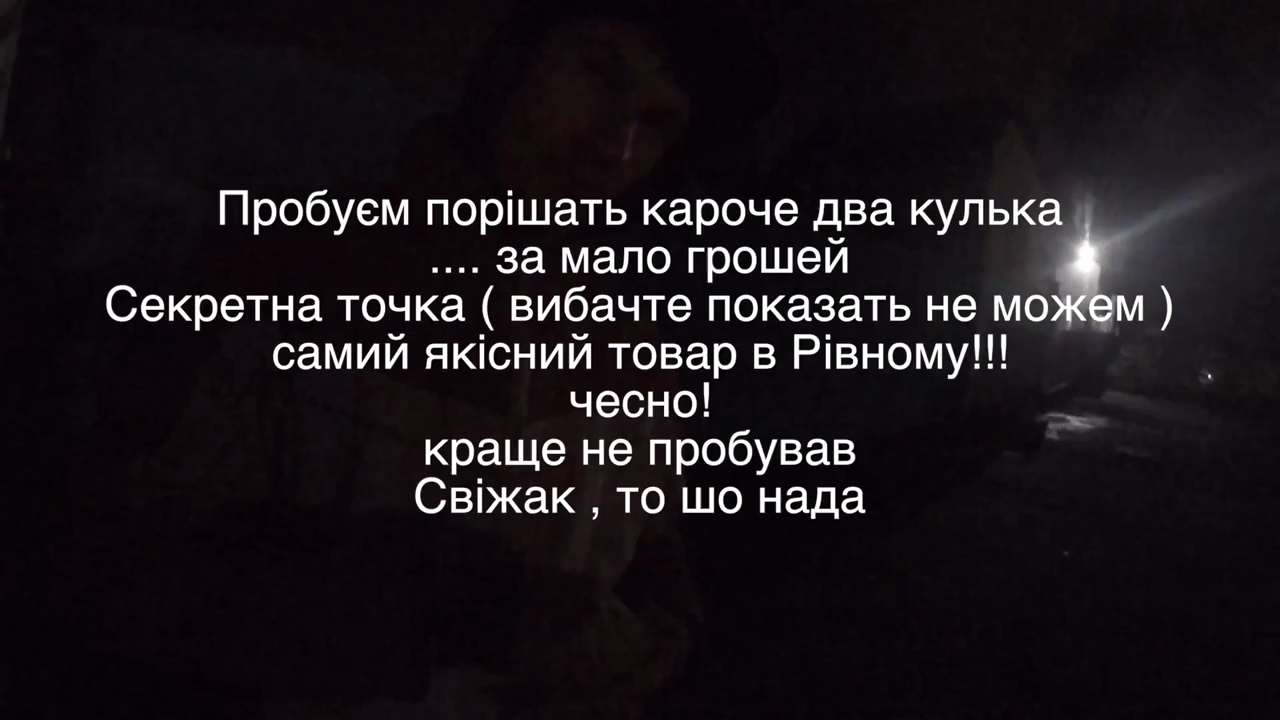 Пробуєм порішать кароче два кулька
.... за мало грошей
Секретна точка ( вибачте показать не можем )
самий якісний товар в Рівному!!!
чесно!
краще не пробував
Свіжак , то шо нада